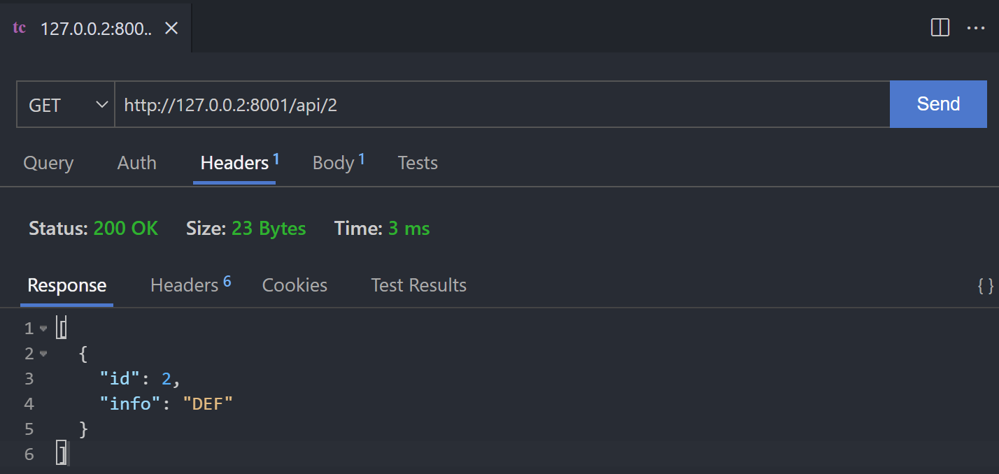 tc 127.0.0.2:800..
GET http://127.0.0.2:8001/api/2 Send
Query Auth Headers 1 Body 1 Tests
Status: 200 OK Size: 23 Bytes Time: 3 ms
Response Headers 6 Cookies Test Results { }
1 [
2 {
3 "id": 2,
4 "info": "DEF"
5 }
6 ]